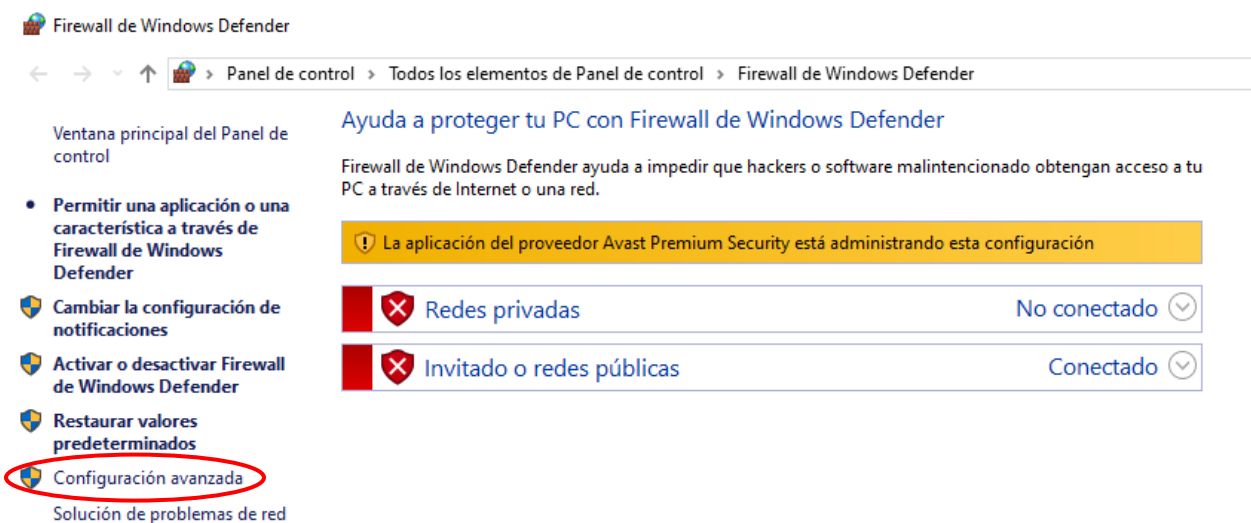 Firewall de Windows Defender
Panel de control > Todos los elementos de Panel de control > Firewall de Windows Defender
Ventana principal del Panel de
control
Permitir una aplicación o una
característica a través de
Firewall de Windows
Defender
Cambiar la configuración de
notificaciones
Activar o desactivar Firewall
de Windows Defender
Restaurar valores
predeterminados
Configuración avanzada
Solución de problemas de red
Ayuda a proteger tu PC con Firewall de Windows Defender
Firewall de Windows Defender ayuda a impedir que hackers o software malintencionado obtengan acceso a tu
PC a través de Internet o una red.
La aplicación del proveedor Avast Premium Security está administrando esta configuración
Redes privadas No conectado
Invitado o redes públicas Conectado